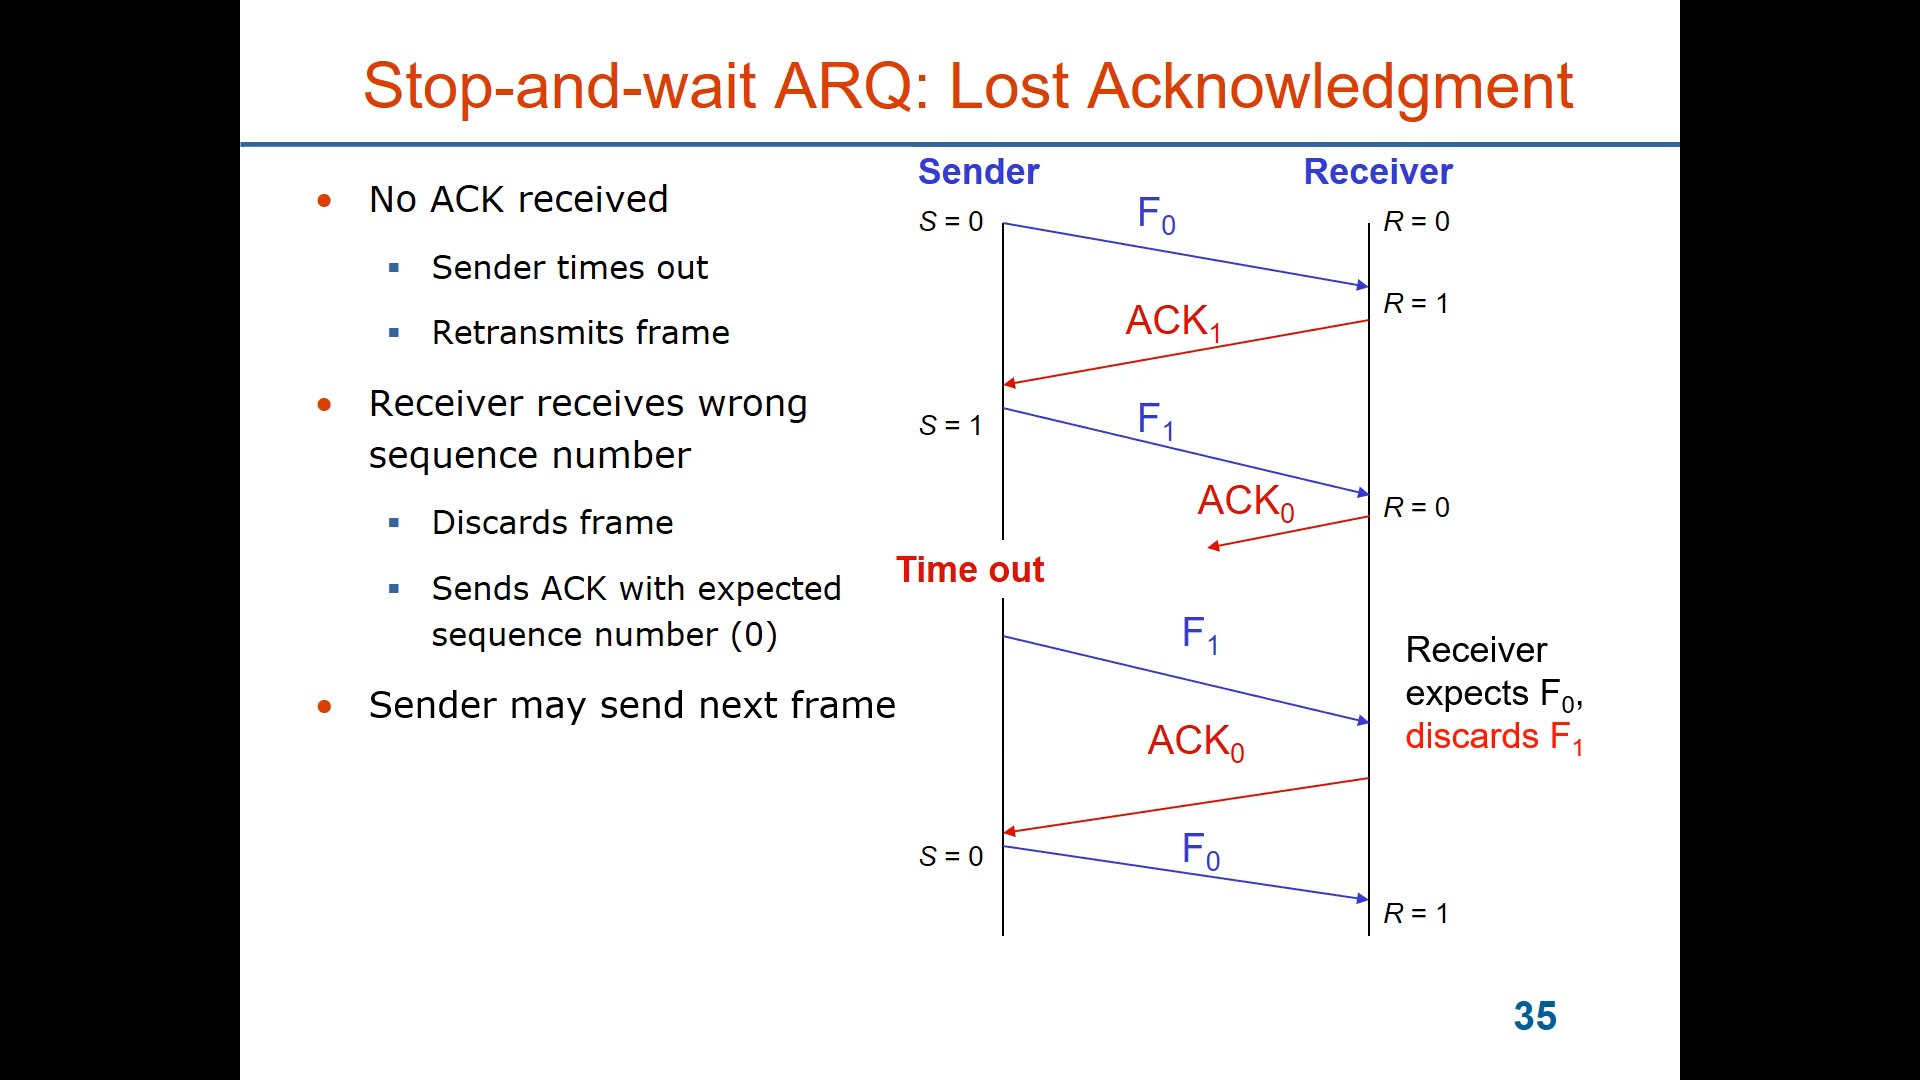 Stop-and-wait ARQ: Lost Acknowledgment
• No ACK received
▪ Sender times out
▪ Retransmits frame
• Receiver receives wrong
sequence number
▪ Discards frame
▪ Sends ACK with expected
sequence number (0)
• Sender may send next frame
Sender Receiver
S = 0 F₀ R = 0
R = 1
ACK₁
S = 1 F₁
ACK₀ R = 0
Time out
F₁
Receiver
expects F₀,
discards F₁
ACK₀
S = 0 F₀
R = 1
35